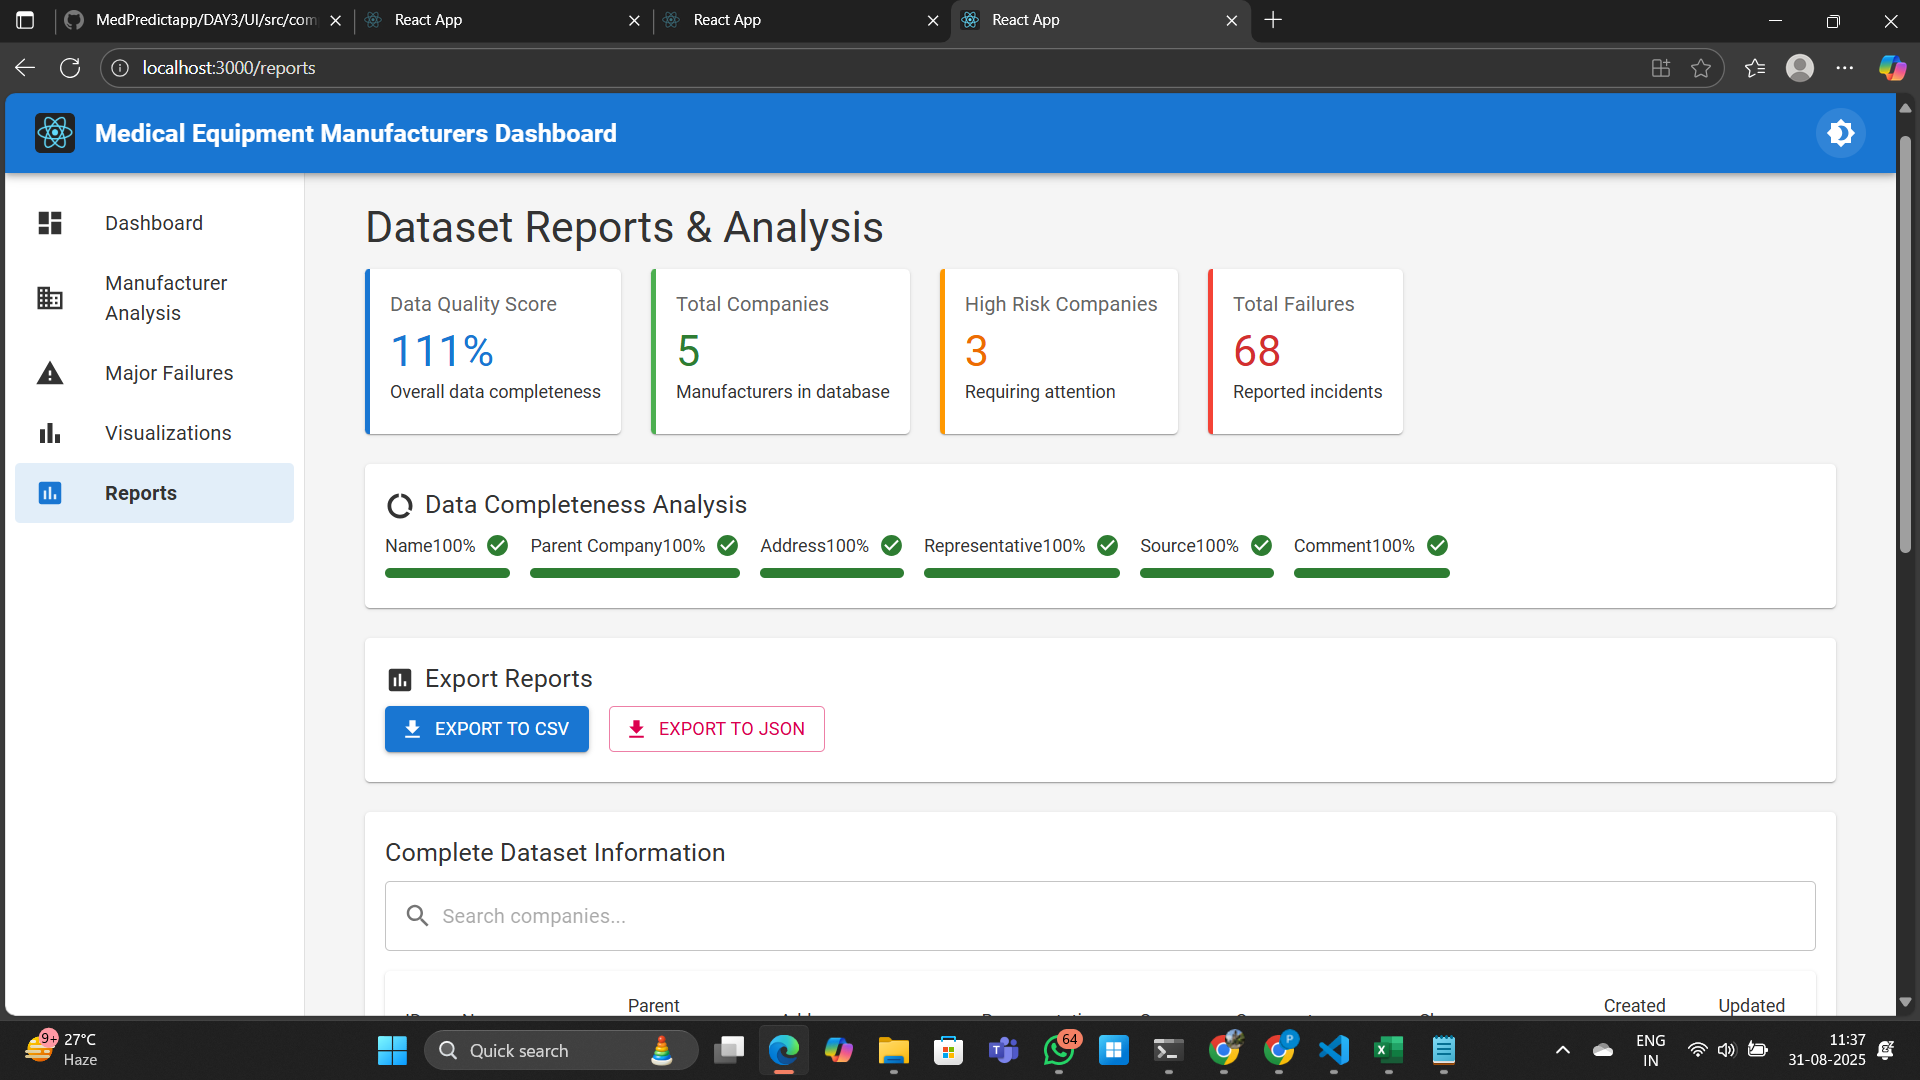 MedPredictapp/DAY3/UI/src/com
React App
React App
React App
localhost:3000/reports
Medical Equipment Manufacturers Dashboard
Dashboard
Manufacturer
Analysis
Major Failures
Visualizations
Reports
Dataset Reports & Analysis
Data Quality Score
111%
Overall data completeness
Total Companies
5
Manufacturers in database
High Risk Companies
3
Requiring attention
Total Failures
68
Reported incidents
Data Completeness Analysis
Name100%
Parent Company100%
Address100%
Representative100%
Source100%
Comment100%
Export Reports
EXPORT TO CSV
EXPORT TO JSON
Complete Dataset Information
Search companies...
Parent
Created
Updated
9+
27°C
Haze
Quick search
64
P
ENG
IN
11:37
31-08-2025